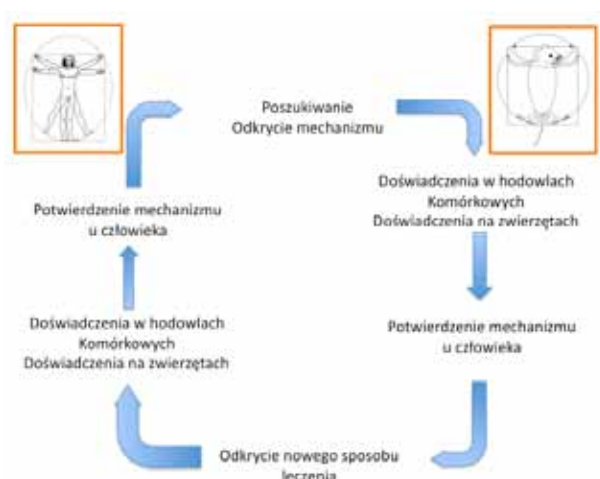 Poszukiwanie
Odkrycie mechanizmu
Doświadczenia w hodowlach
Komórkowych
Doświadczenia na zwierzętach
Potwierdzenie mechanizmu
u człowieka
Odkrycie nowego sposobu
leczenia
Doświadczenia w hodowlach
Komórkowych
Doświadczenia na zwierzętach
Potwierdzenie mechanizmu
u człowieka